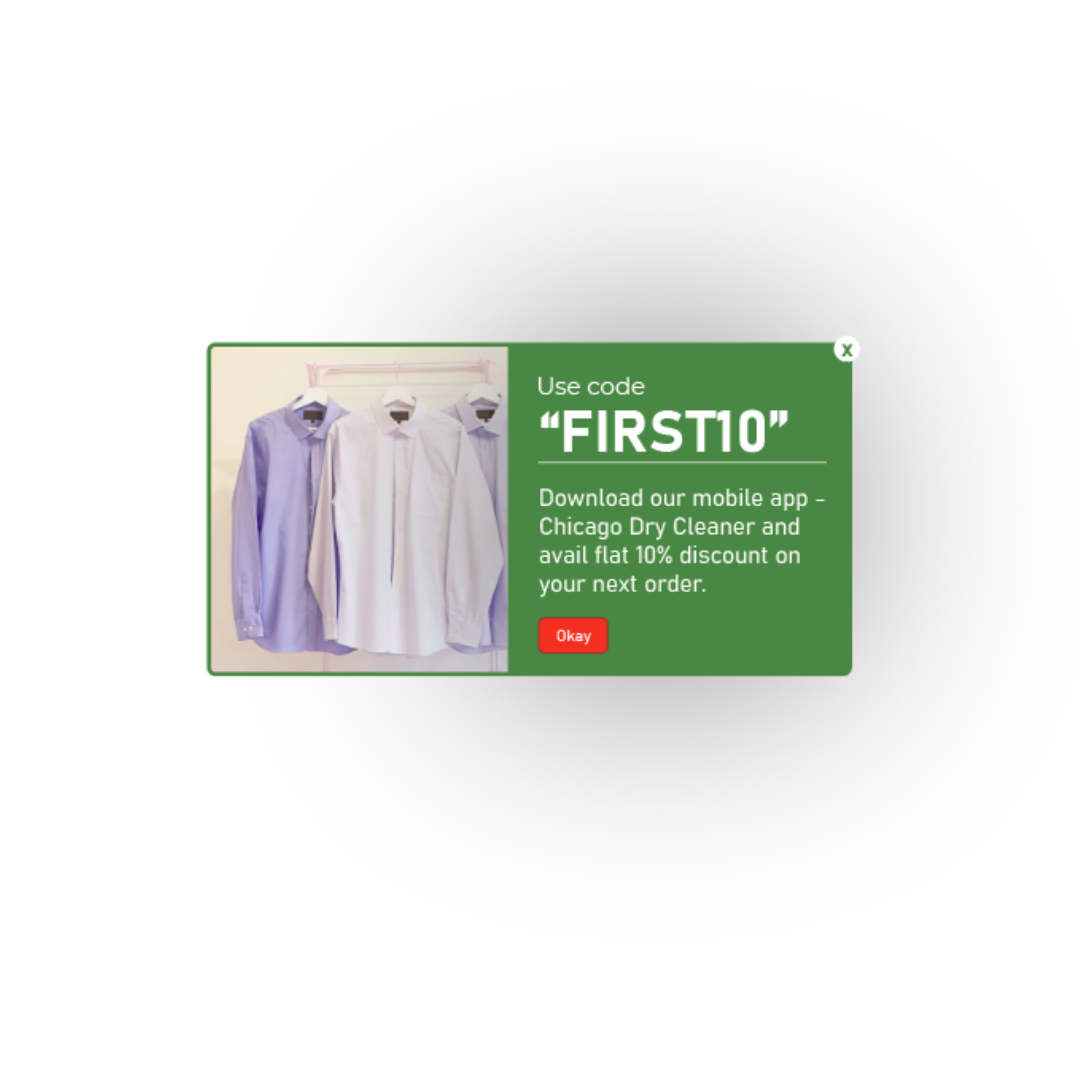 x
Use code
“FIRST10”
Download our mobile app –
Chicago Dry Cleaner and
avail flat 10% discount on
your next order.
Okay